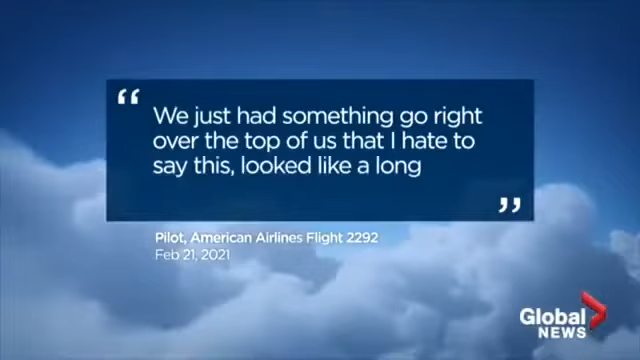 “
We just had something go right
over the top of us that I hate to
say this, looked like a long
”
Pilot, American Airlines Flight 2292
Feb 21, 2021
Global
NEWS